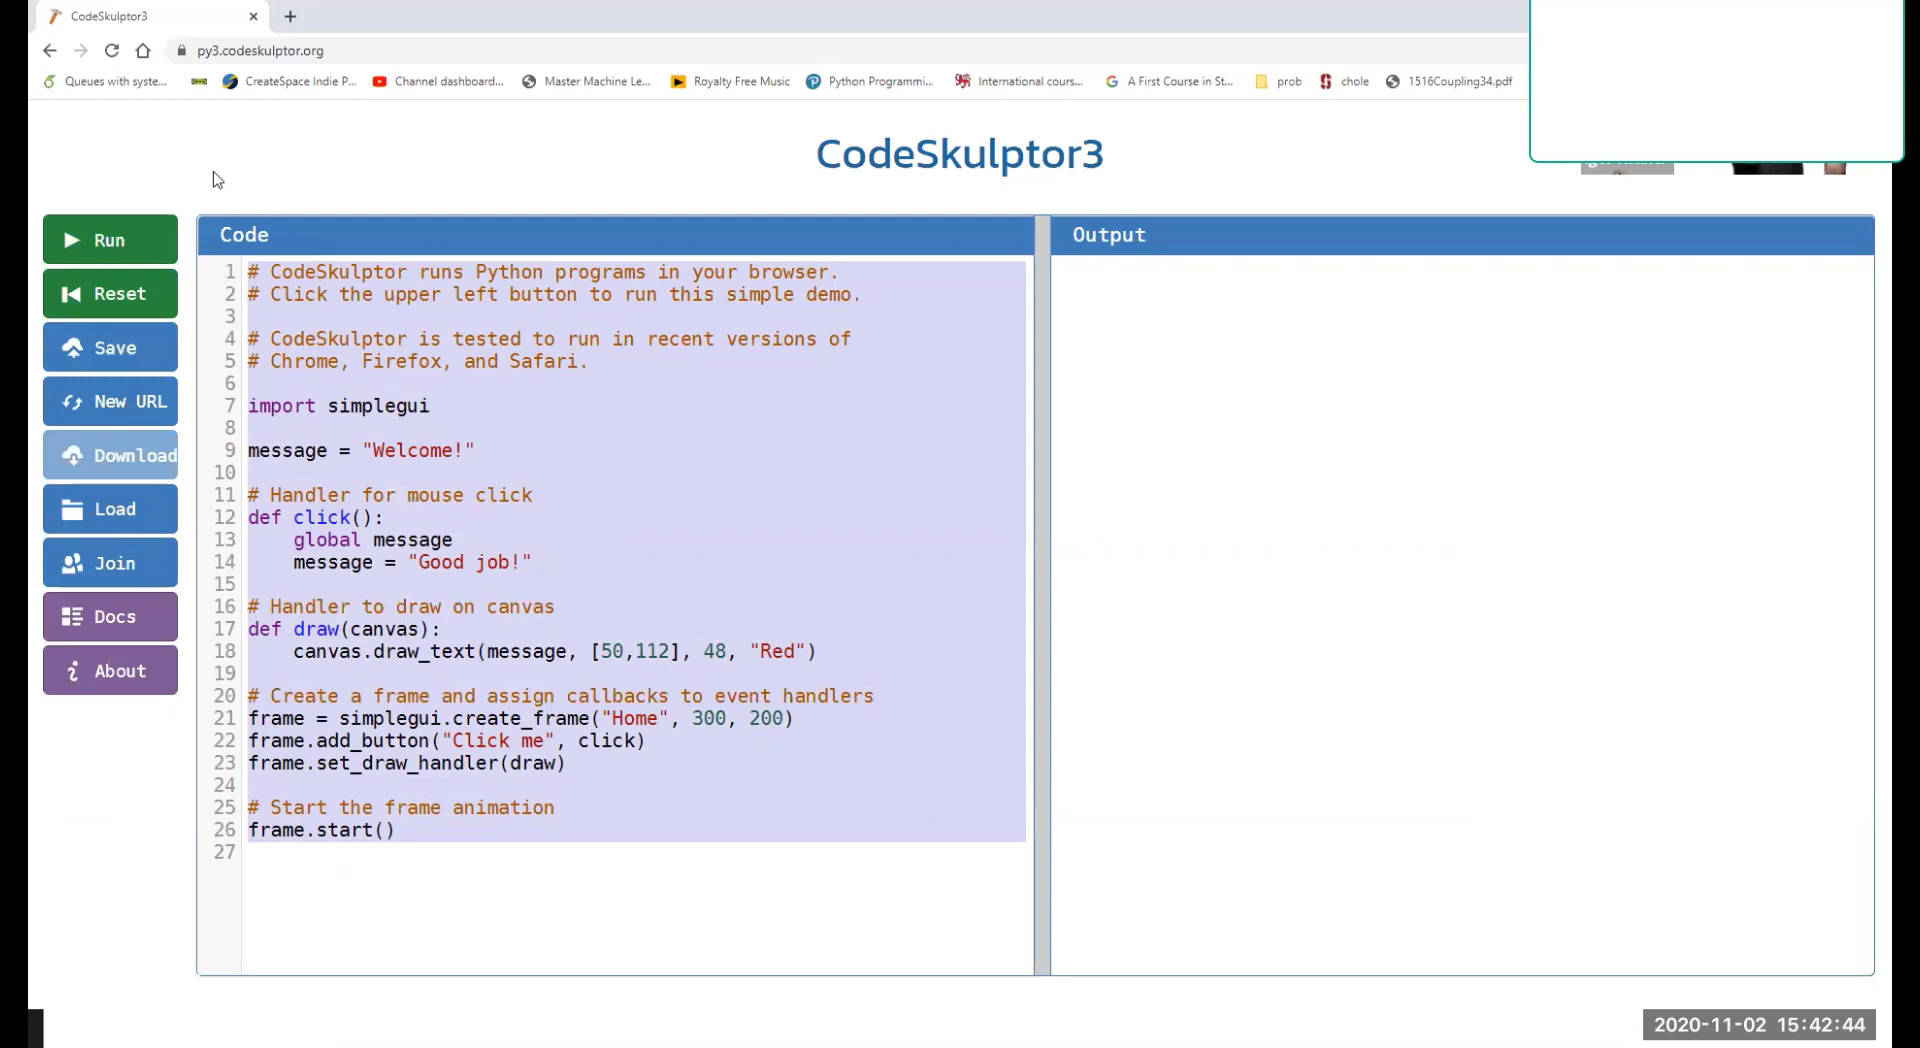 CodeSkulptor3
py3.codeskulptor.org
Queues with syste...
CreateSpace Indie P...
Channel dashboard...
Master Machine Le...
Royalty Free Music
Python Programmi...
International cours...
A First Course in St...
prob
chole
1516Coupling34.pdf
CodeSkulptor3
Run
Reset
Save
New URL
Download
Load
Join
Docs
About
Code
1 # CodeSkulptor runs Python programs in your browser.
2 # Click the upper left button to run this simple demo.
3
4 # CodeSkulptor is tested to run in recent versions of
5 # Chrome, Firefox, and Safari.
6
7 import simplegui
8
9 message = "Welcome!"
10
11 # Handler for mouse click
12 def click():
13     global message
14     message = "Good job!"
15
16 # Handler to draw on canvas
17 def draw(canvas):
18     canvas.draw_text(message, [50,112], 48, "Red")
19
20 # Create a frame and assign callbacks to event handlers
21 frame = simplegui.create_frame("Home", 300, 200)
22 frame.add_button("Click me", click)
23 frame.set_draw_handler(draw)
24
25 # Start the frame animation
26 frame.start()
27
Output
2020-11-02 15:42:44